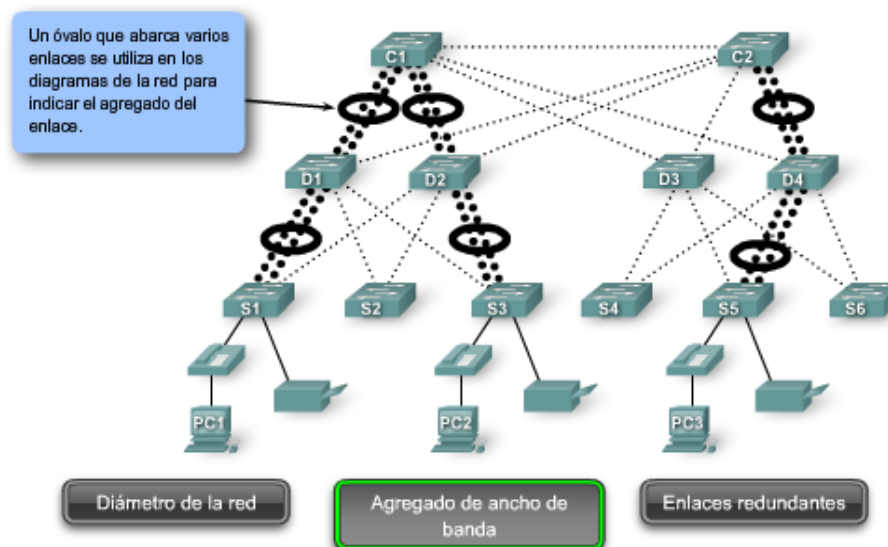 Un óvalo que abarca varios
enlaces se utiliza en los
diagramas de la red para
indicar el agregado del
enlace.
C1
C2
D1
D2
D3
D4
S1
S2
S3
S4
S5
S6
PC1
PC2
PC3
Diámetro de la red
Agregado de ancho de
banda
Enlaces redundantes